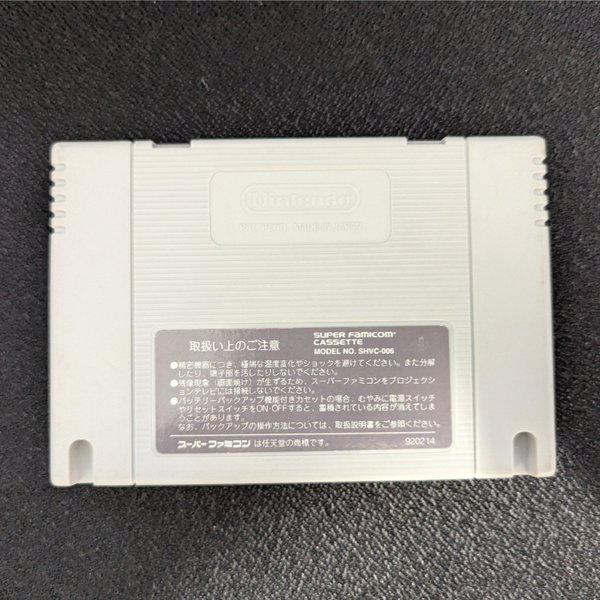 Nintendo
PAT. PEND. MADE IN JAPAN
取扱い上のご注意
SUPER FAMICOM
CASSETTE
MODEL NO. SHVC-006
●精密機器につき、極端な温度変化やショックを避けてください。また分解
したり、端子部を汚したりしないでください。
●残像現象（画面焼け）が生ずるため、スーパーファミコンをプロジェクシ
ョンテレビには接続しないでください。
●バッテリーバックアップ機能付きカセットの場合、むやみに電源スイッチ
やリセットスイッチをON・OFFすると、蓄積されている内容が消えてしま
うことがあります。
なお、バックアップの操作方法については、取扱説明書をご参照ください。
スーパーファミコン は任天堂の商標です。
920214